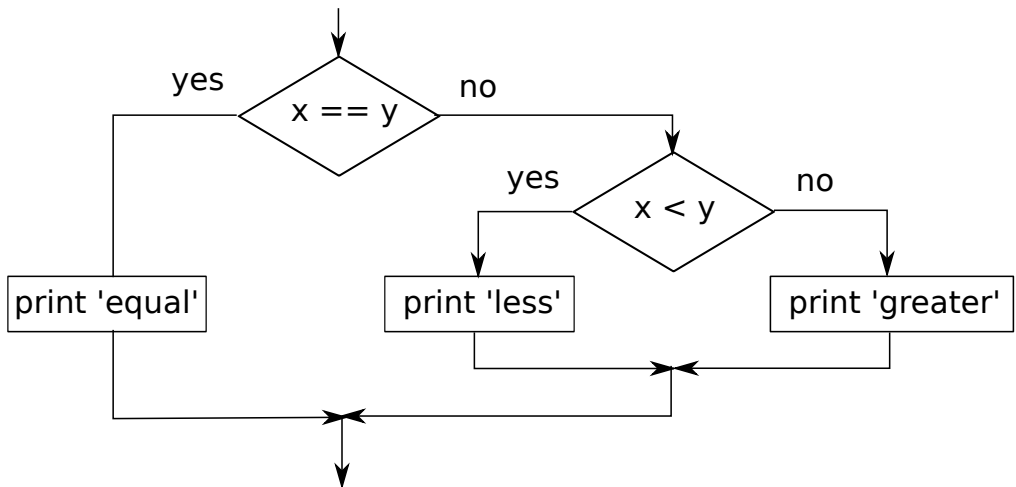 yes
no
x == y
yes
no
x < y
print 'equal'
print 'less'
print 'greater'